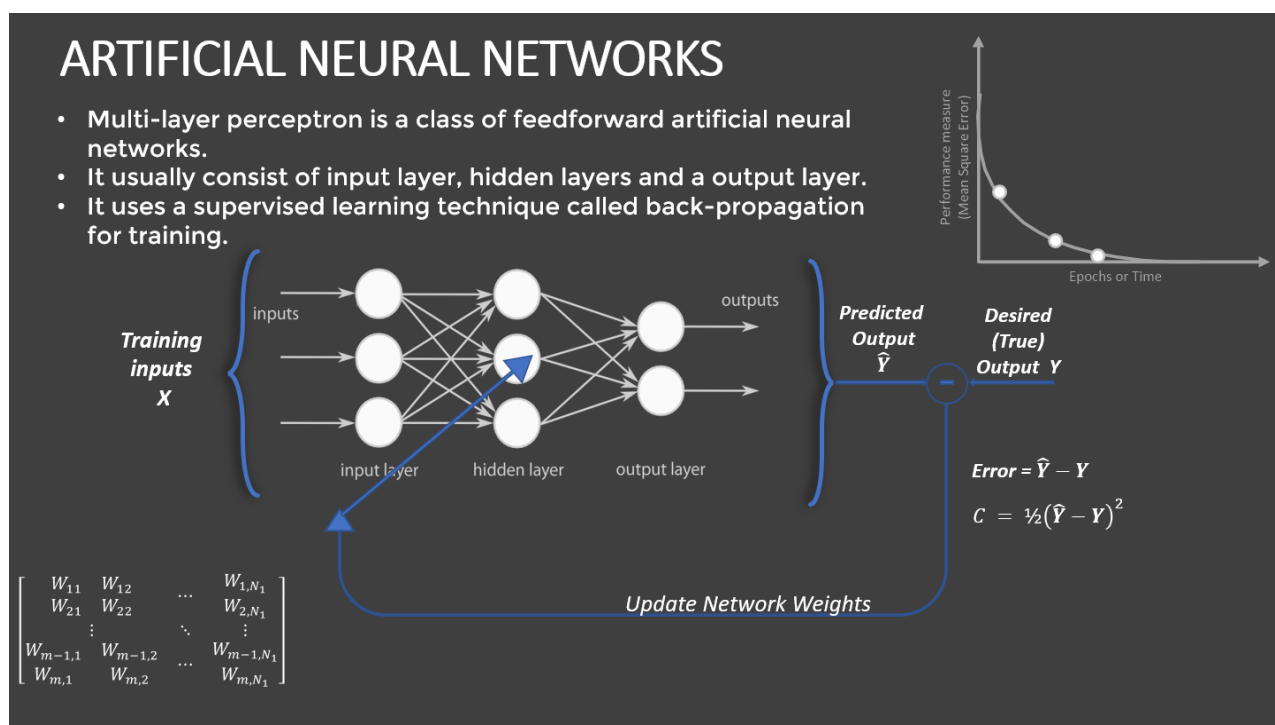 ARTIFICIAL NEURAL NETWORKS
• Multi-layer perceptron is a class of feedforward artificial neural
networks.
• It usually consist of input layer, hidden layers and a output layer.
• It uses a supervised learning technique called back-propagation
for training.
Performance measure
(Mean Square Error)
Epochs or Time
Training
inputs
X
inputs
outputs
input layer
hidden layer
output layer
Predicted
Output
Ŷ
Desired
(True)
Output Y
-
Error = Ŷ − Y
C = ½(Ŷ − Y)²
Update Network Weights
W₁₁ W₁₂ … W₁,N₁
W₂₁ W₂₂ W₂,N₁
⋮ ⋱ ⋮
Wₘ₋₁,₁ Wₘ₋₁,₂ … Wₘ₋₁,N₁
Wₘ,₁ Wₘ,₂ Wₘ,N₁